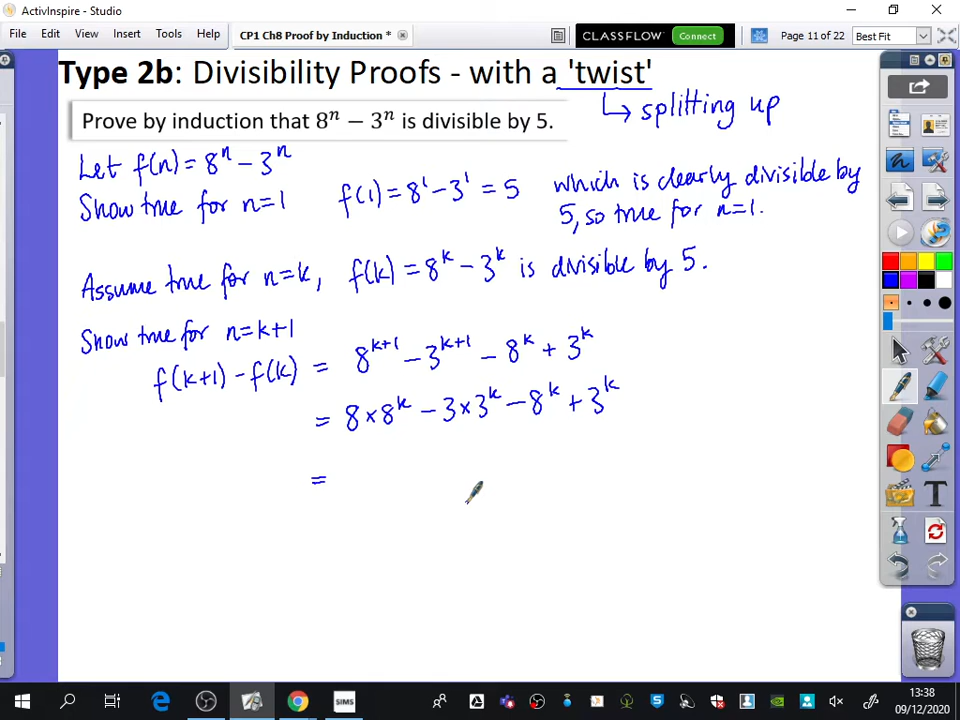 ActivInspire - Studio
File Edit View Insert Tools Help CP1 Ch8 Proof by Induction * CLASSFLOW Connect Page 11 of 22 Best Fit
Type 2b: Divisibility Proofs - with a 'twist'
↳ splitting up
Prove by induction that 8ⁿ − 3ⁿ is divisible by 5.
Let f(n) = 8ⁿ − 3ⁿ
Show true for n=1 f(1) = 8¹ − 3¹ = 5 which is clearly divisible by
5, so true for n=1.
Assume true for n=k, f(k) = 8ᵏ − 3ᵏ is divisible by 5.
Show true for n=k+1
f(k+1) − f(k) = 8ᵏ⁺¹ − 3ᵏ⁺¹ − 8ᵏ + 3ᵏ
= 8×8ᵏ − 3×3ᵏ − 8ᵏ + 3ᵏ
=
SIMS
13:38
09/12/2020